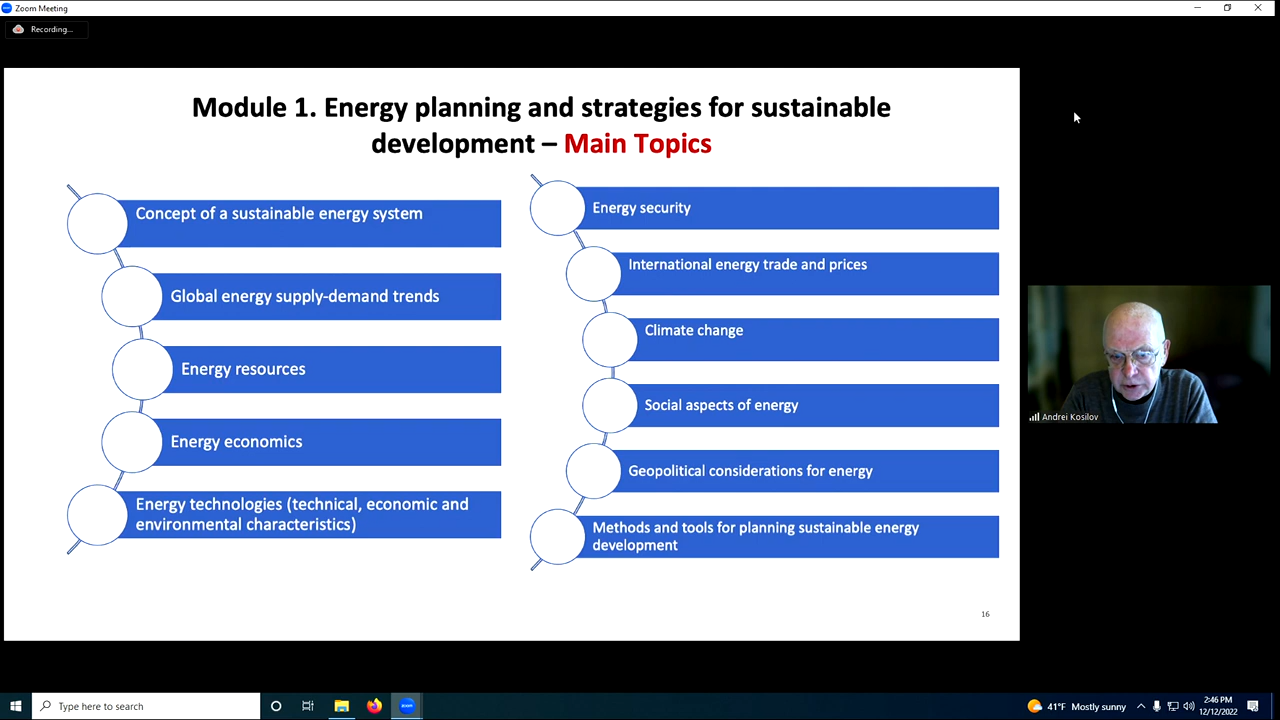 Zoom Meeting
Recording...
Module 1. Energy planning and strategies for sustainable
development – Main Topics
Concept of a sustainable energy system
Global energy supply-demand trends
Energy resources
Energy economics
Energy technologies (technical, economic and
environmental characteristics)
Energy security
International energy trade and prices
Climate change
Social aspects of energy
Geopolitical considerations for energy
Methods and tools for planning sustainable energy
development
16
Andrei Kosilov
Type here to search
41°F Mostly sunny
2:46 PM
12/12/2022